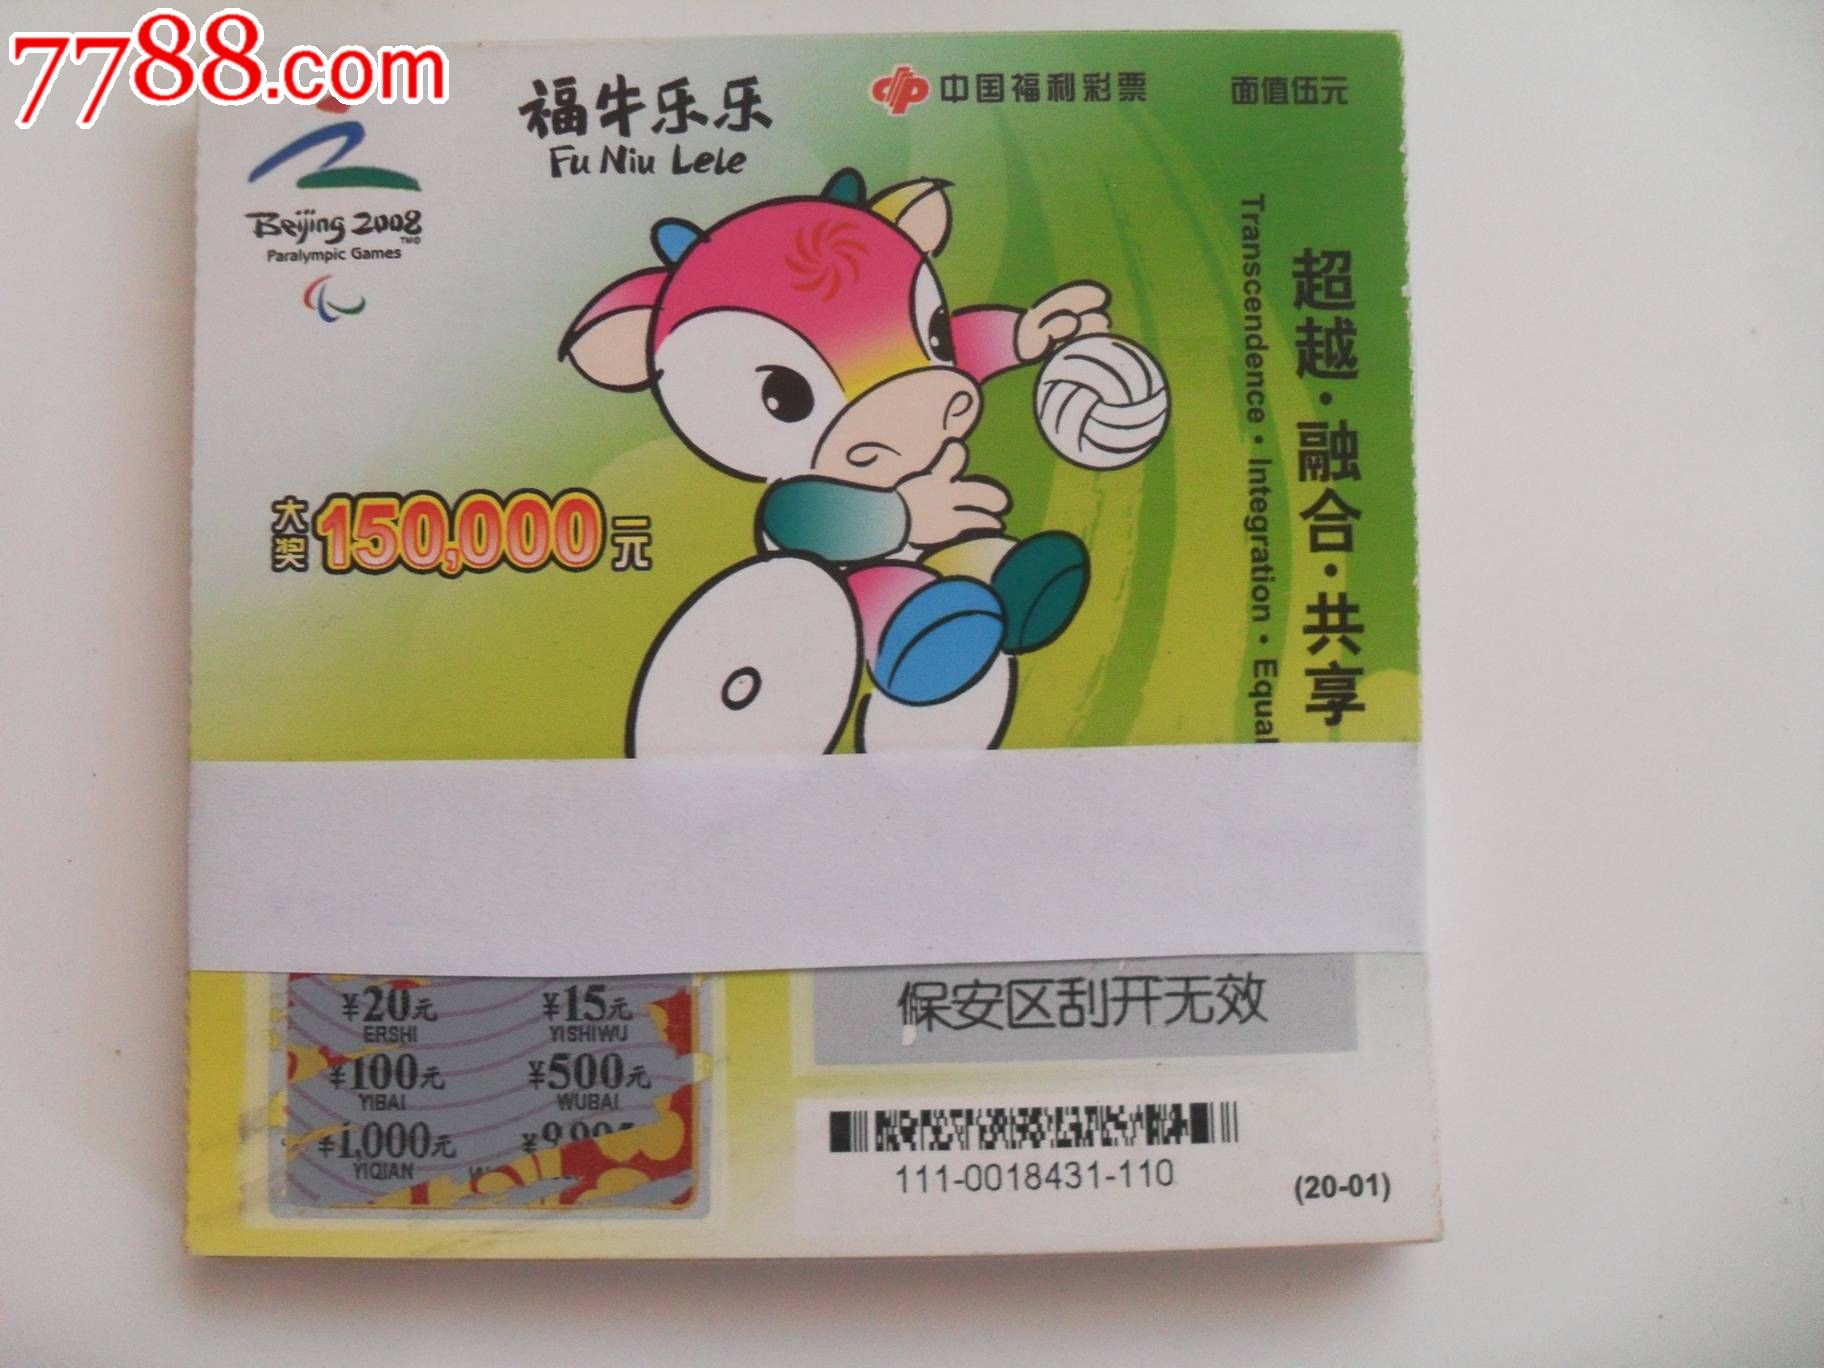 7788.com
福牛乐乐
Fu Niu Lele
中国福利彩票
面值伍元
Beijing 2008
Paralympic Games
超越·融合·共享
Transcendence · Integration · Equal
大奖 150,000元
¥20元 ¥15元
ERSHI YISHIWU
¥100元 ¥500元
YIBAI WUBAI
¥1,000元
YIQIAN
保安区刮开无效
111-0018431-110
(20-01)